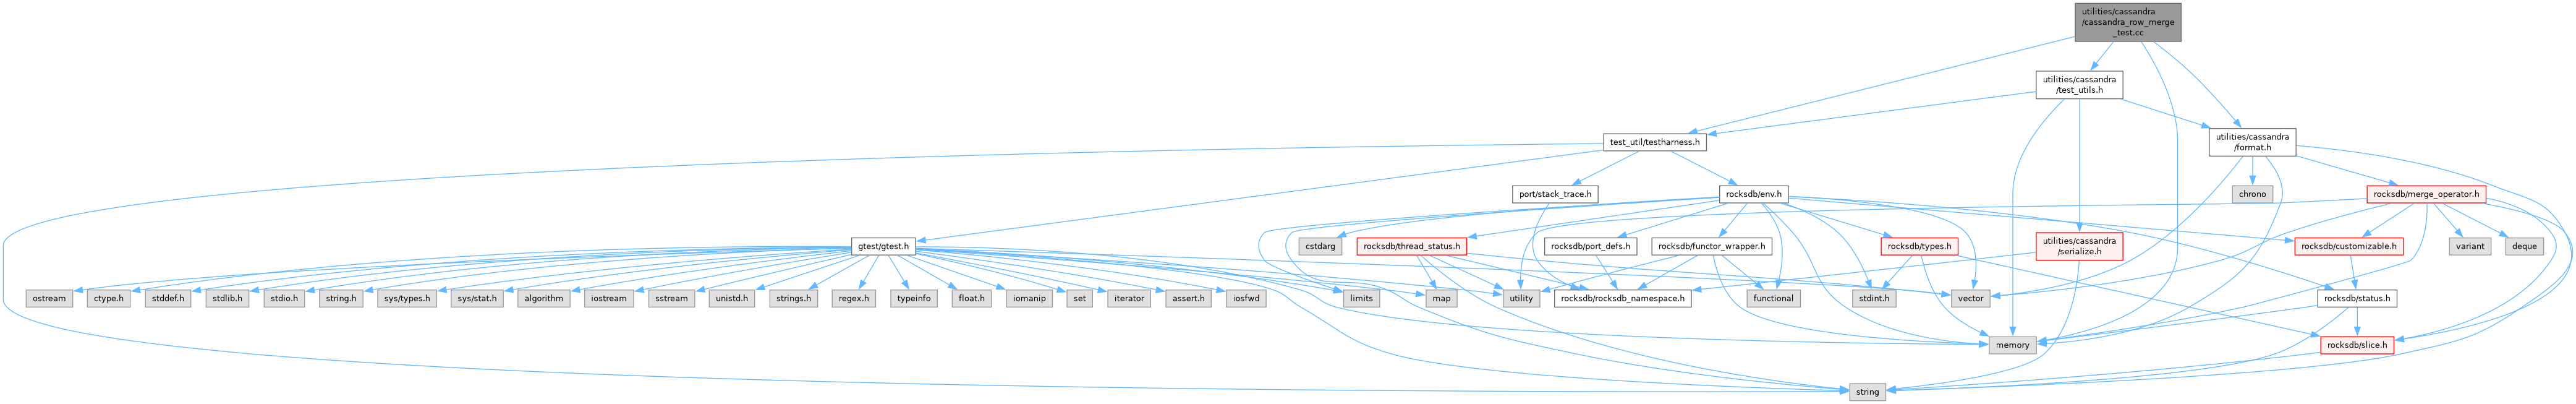 utilities/cassandra
/cassandra_row_merge
_test.cc
utilities/cassandra
/test_utils.h
test_util/testharness.h
utilities/cassandra
/format.h
port/stack_trace.h
rocksdb/env.h
chrono
rocksdb/merge_operator.h
gtest/gtest.h
cstdarg
rocksdb/thread_status.h
rocksdb/port_defs.h
rocksdb/functor_wrapper.h
rocksdb/types.h
utilities/cassandra
/serialize.h
rocksdb/customizable.h
variant
deque
ostream
ctype.h
stddef.h
stdlib.h
stdio.h
string.h
sys/types.h
sys/stat.h
algorithm
iostream
sstream
unistd.h
strings.h
regex.h
typeinfo
float.h
iomanip
set
iterator
assert.h
iosfwd
limits
map
utility
rocksdb/rocksdb_namespace.h
functional
stdint.h
vector
rocksdb/status.h
memory
rocksdb/slice.h
string